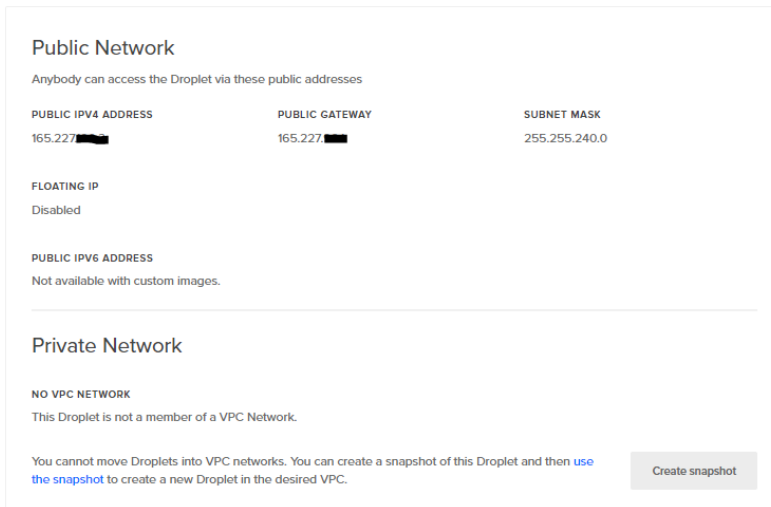 Public Network
Anybody can access the Droplet via these public addresses
PUBLIC IPV4 ADDRESS
PUBLIC GATEWAY
SUBNET MASK
165.227.
165.227.
255.255.240.0
FLOATING IP
Disabled
PUBLIC IPV6 ADDRESS
Not available with custom images.
Private Network
NO VPC NETWORK
This Droplet is not a member of a VPC Network.
You cannot move Droplets into VPC networks. You can create a snapshot of this Droplet and then use
the snapshot to create a new Droplet in the desired VPC.
Create snapshot